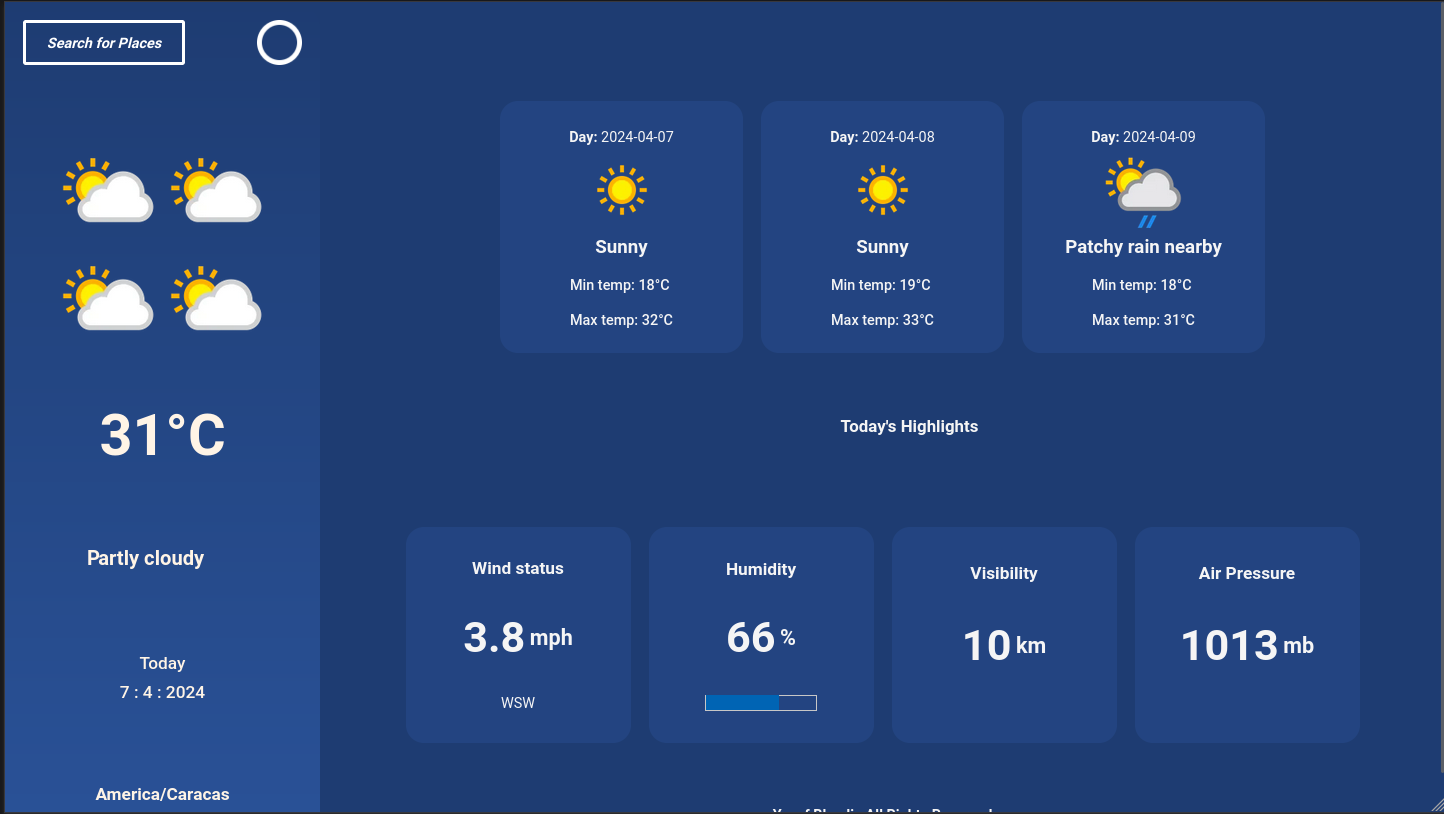 Search for Places
31°C
Partly cloudy
Today
7 : 4 : 2024
America/Caracas
Day: 2024-04-07
Sunny
Min temp: 18°C
Max temp: 32°C
Day: 2024-04-08
Sunny
Min temp: 19°C
Max temp: 33°C
Day: 2024-04-09
Patchy rain nearby
Min temp: 18°C
Max temp: 31°C
Today's Highlights
Wind status
3.8 mph
WSW
Humidity
66 %
Visibility
10 km
Air Pressure
1013 mb